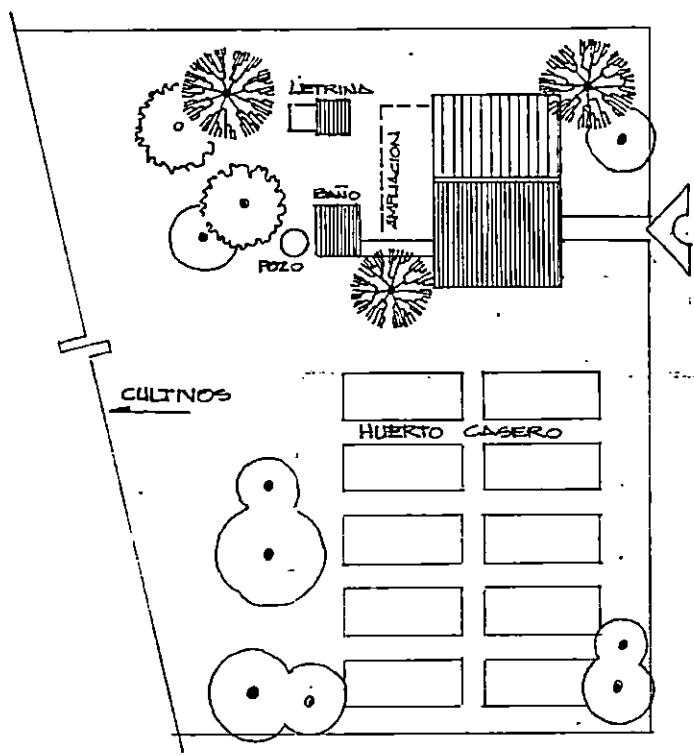 LETRINA
AMPLIACION
BAÑO
POZO
CULTIVOS
HUERTO CASERO